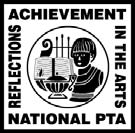 REFLECTIONS
ACHIEVEMENT
IN THE ARTS
NATIONAL PTA